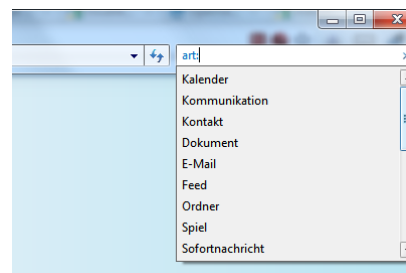 art:
Kalender
Kommunikation
Kontakt
Dokument
E-Mail
Feed
Ordner
Spiel
Sofortnachricht